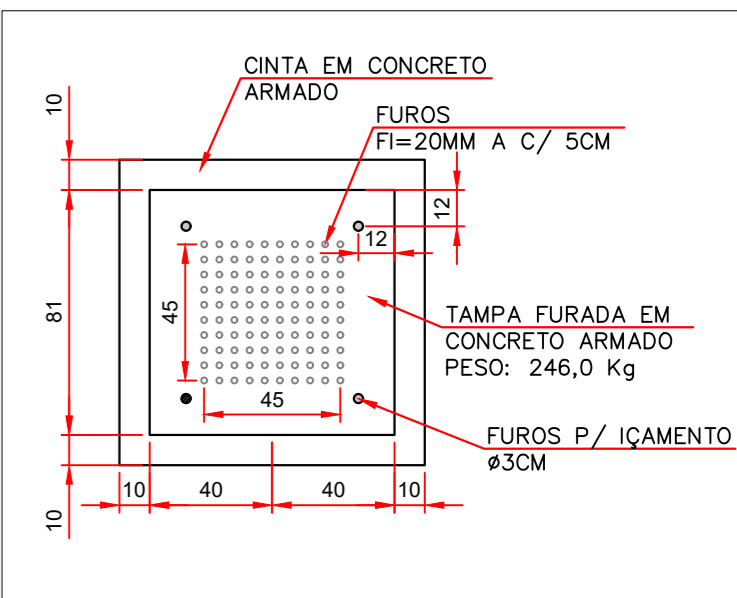 CINTA EM CONCRETO
ARMADO
10
FUROS
FI=20MM A C/ 5CM
12
12
81
45
45
TAMPA FURADA EM
CONCRETO ARMADO
PESO: 246,0 Kg
FUROS P/ IÇAMENTO
ø3CM
10
10
40
40
10